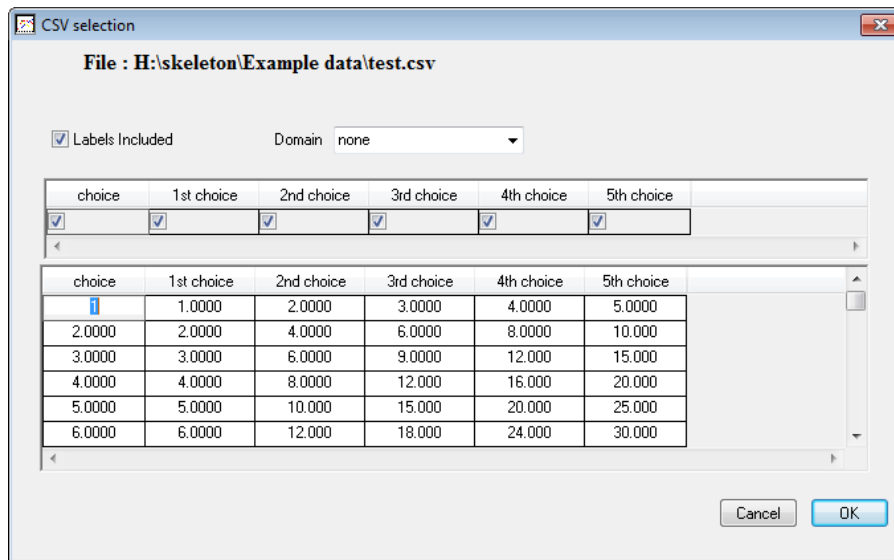 CSV selection
File : H:\skeleton\Example data\test.csv
Labels Included Domain none
choice 1st choice 2nd choice 3rd choice 4th choice 5th choice
choice 1st choice 2nd choice 3rd choice 4th choice 5th choice
1 1.0000 2.0000 3.0000 4.0000 5.0000
2.0000 2.0000 4.0000 6.0000 8.0000 10.000
3.0000 3.0000 6.0000 9.0000 12.000 15.000
4.0000 4.0000 8.0000 12.000 16.000 20.000
5.0000 5.0000 10.000 15.000 20.000 25.000
6.0000 6.0000 12.000 18.000 24.000 30.000
Cancel OK